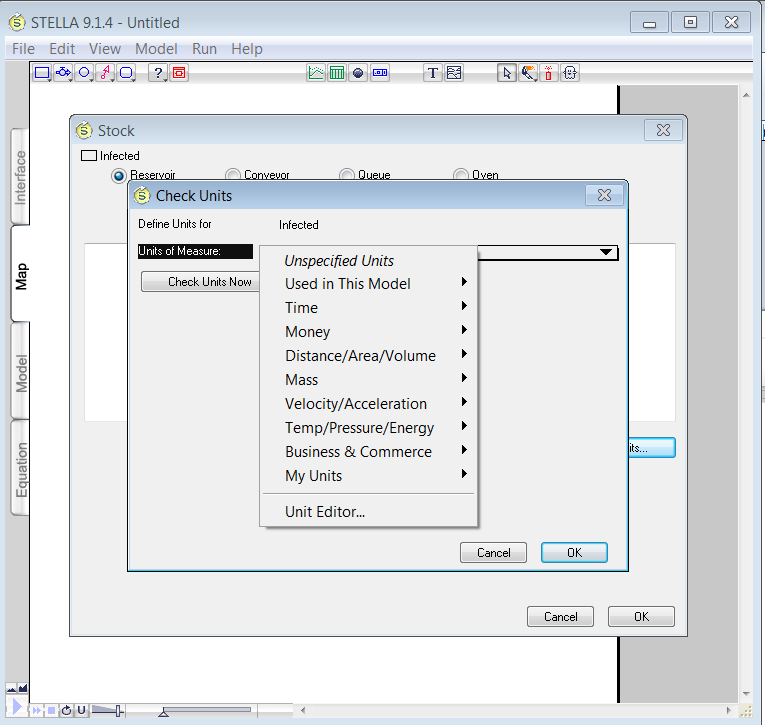 STELLA 9.1.4 - Untitled
File Edit View Model Run Help
? T
Interface
Map
Model
Equation
Stock
Infected
Reservoir Conveyor Queue Oven
Check Units
Define Units for Infected
Units of Measure:
Check Units Now
Unspecified Units
Used in This Model
Time
Money
Distance/Area/Volume
Mass
Velocity/Acceleration
Temp/Pressure/Energy
Business & Commerce
My Units
Unit Editor...
its...
Cancel OK
Cancel OK
U